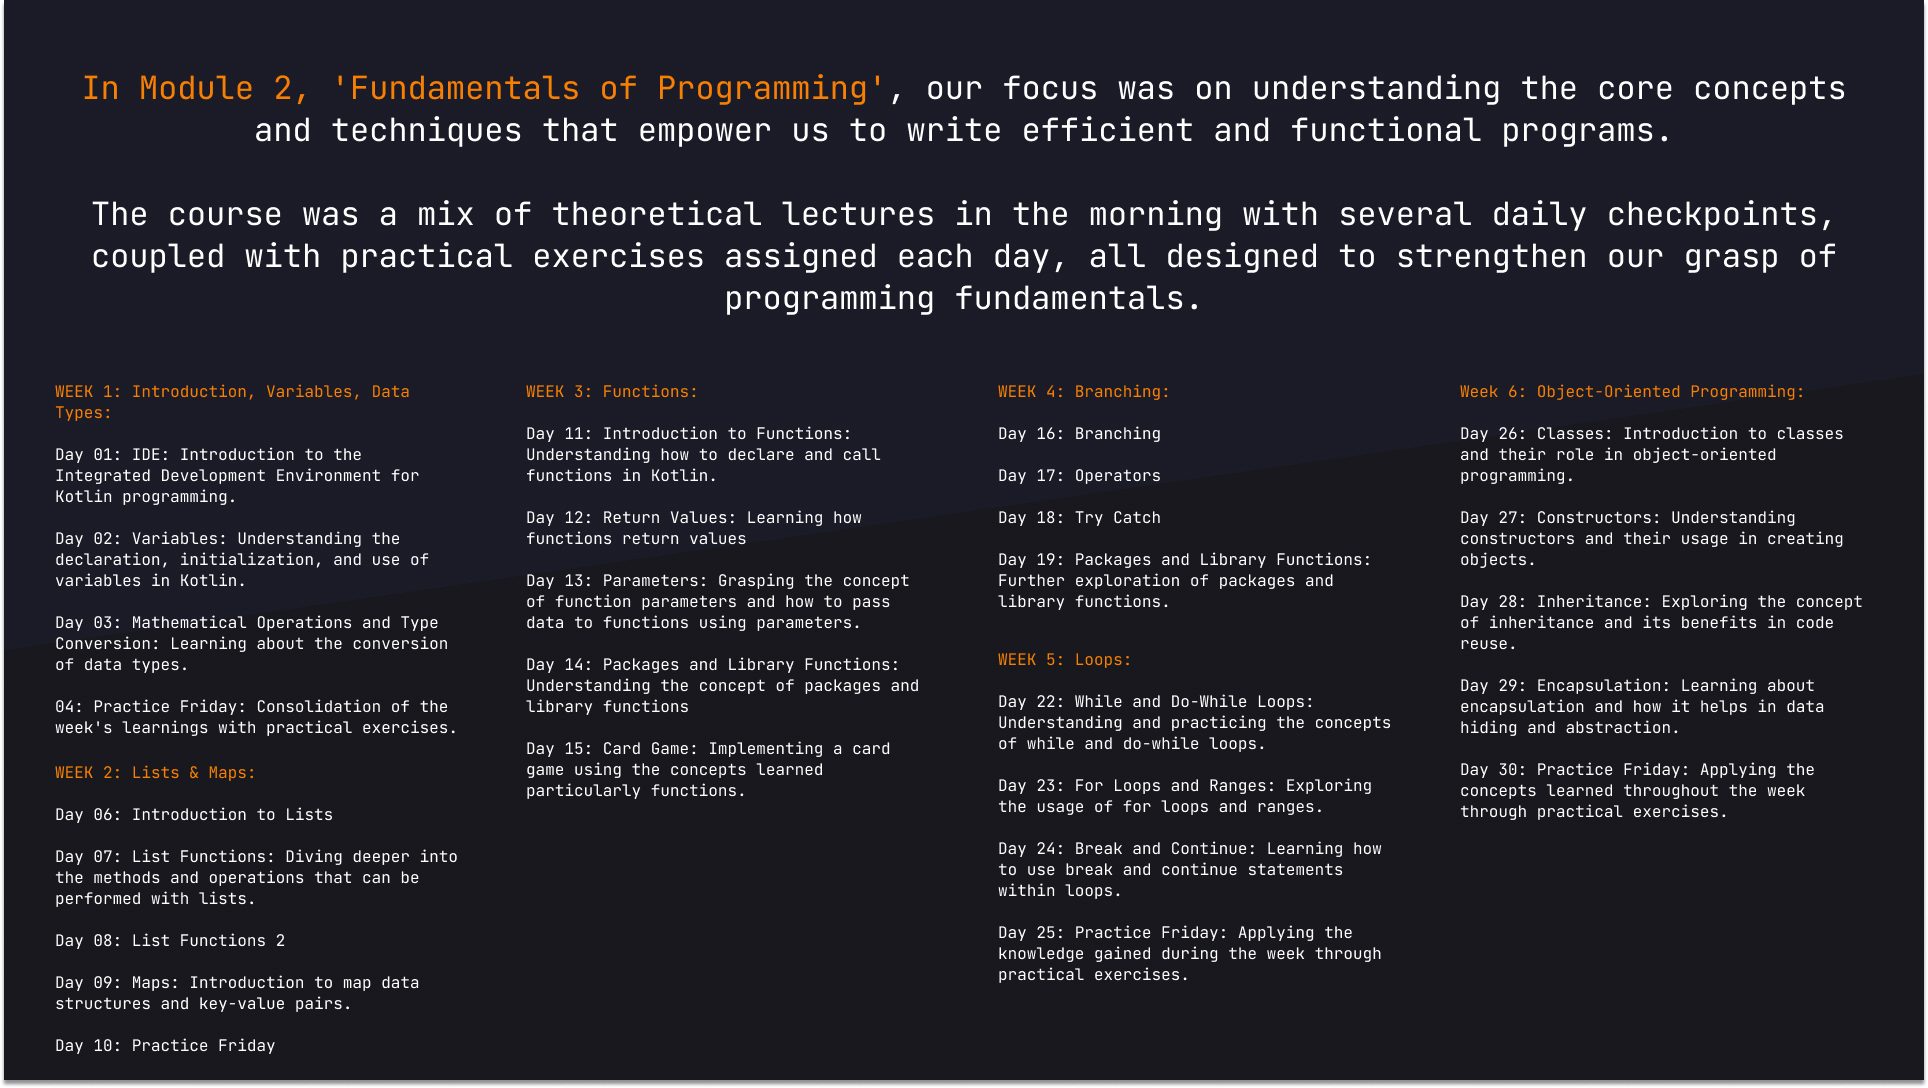 In Module 2, 'Fundamentals of Programming', our focus was on understanding the core concepts
and techniques that empower us to write efficient and functional programs.
The course was a mix of theoretical lectures in the morning with several daily checkpoints,
coupled with practical exercises assigned each day, all designed to strengthen our grasp of
programming fundamentals.
WEEK 1: Introduction, Variables, Data
Types:
Day 01: IDE: Introduction to the
Integrated Development Environment for
Kotlin programming.
Day 02: Variables: Understanding the
declaration, initialization, and use of
variables in Kotlin.
Day 03: Mathematical Operations and Type
Conversion: Learning about the conversion
of data types.
04: Practice Friday: Consolidation of the
week's learnings with practical exercises.
WEEK 2: Lists & Maps:
Day 06: Introduction to Lists
Day 07: List Functions: Diving deeper into
the methods and operations that can be
performed with lists.
Day 08: List Functions 2
Day 09: Maps: Introduction to map data
structures and key-value pairs.
Day 10: Practice Friday
WEEK 3: Functions:
Day 11: Introduction to Functions:
Understanding how to declare and call
functions in Kotlin.
Day 12: Return Values: Learning how
functions return values
Day 13: Parameters: Grasping the concept
of function parameters and how to pass
data to functions using parameters.
Day 14: Packages and Library Functions:
Understanding the concept of packages and
library functions
Day 15: Card Game: Implementing a card
game using the concepts learned
particularly functions.
WEEK 4: Branching:
Day 16: Branching
Day 17: Operators
Day 18: Try Catch
Day 19: Packages and Library Functions:
Further exploration of packages and
library functions.
WEEK 5: Loops:
Day 22: While and Do-While Loops:
Understanding and practicing the concepts
of while and do-while loops.
Day 23: For Loops and Ranges: Exploring
the usage of for loops and ranges.
Day 24: Break and Continue: Learning how
to use break and continue statements
within loops.
Day 25: Practice Friday: Applying the
knowledge gained during the week through
practical exercises.
Week 6: Object-Oriented Programming:
Day 26: Classes: Introduction to classes
and their role in object-oriented
programming.
Day 27: Constructors: Understanding
constructors and their usage in creating
objects.
Day 28: Inheritance: Exploring the concept
of inheritance and its benefits in code
reuse.
Day 29: Encapsulation: Learning about
encapsulation and how it helps in data
hiding and abstraction.
Day 30: Practice Friday: Applying the
concepts learned throughout the week
through practical exercises.